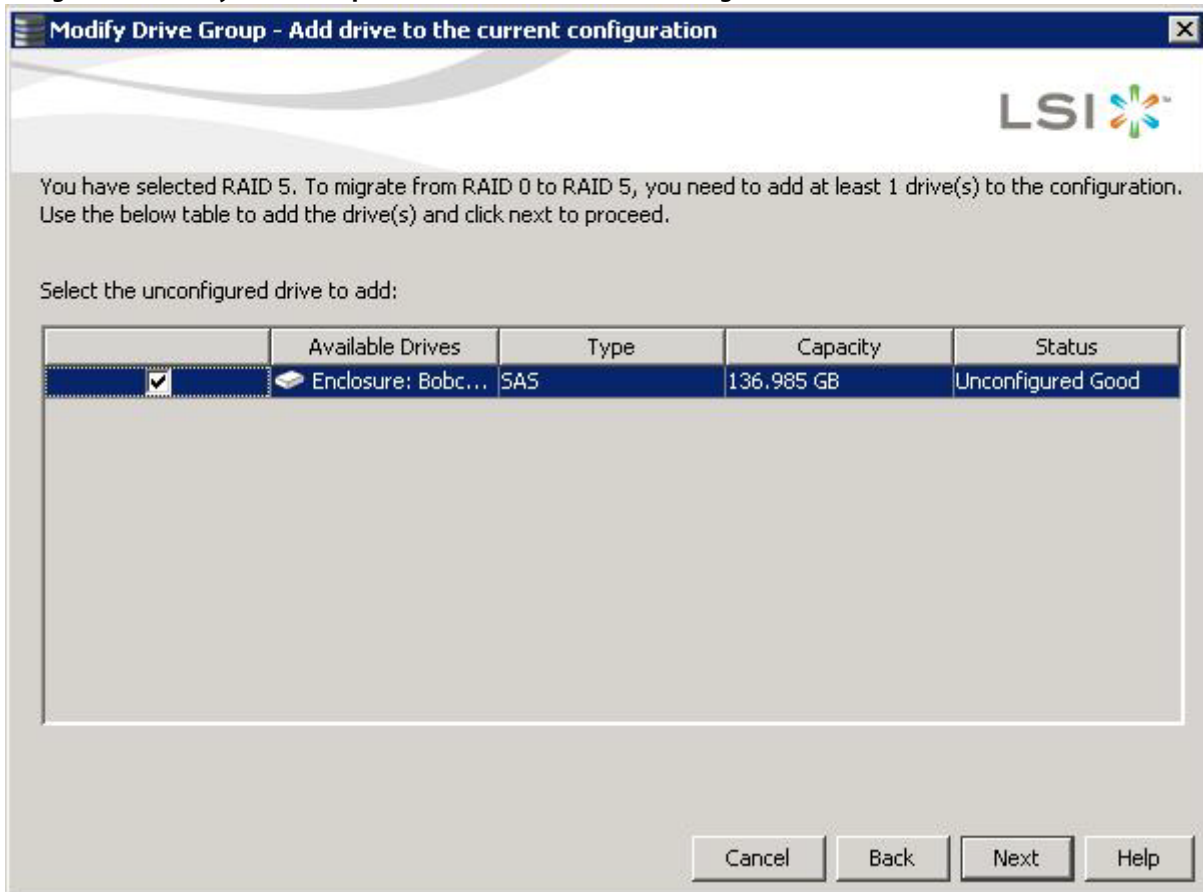 Modify Drive Group - Add drive to the current configuration
LSI
You have selected RAID 5. To migrate from RAID 0 to RAID 5, you need to add at least 1 drive(s) to the configuration.
Use the below table to add the drive(s) and click next to proceed.
Select the unconfigured drive to add:
Available Drives Type Capacity Status
Enclosure: Bobc... SAS 136.985 GB Unconfigured Good
Cancel Back Next Help